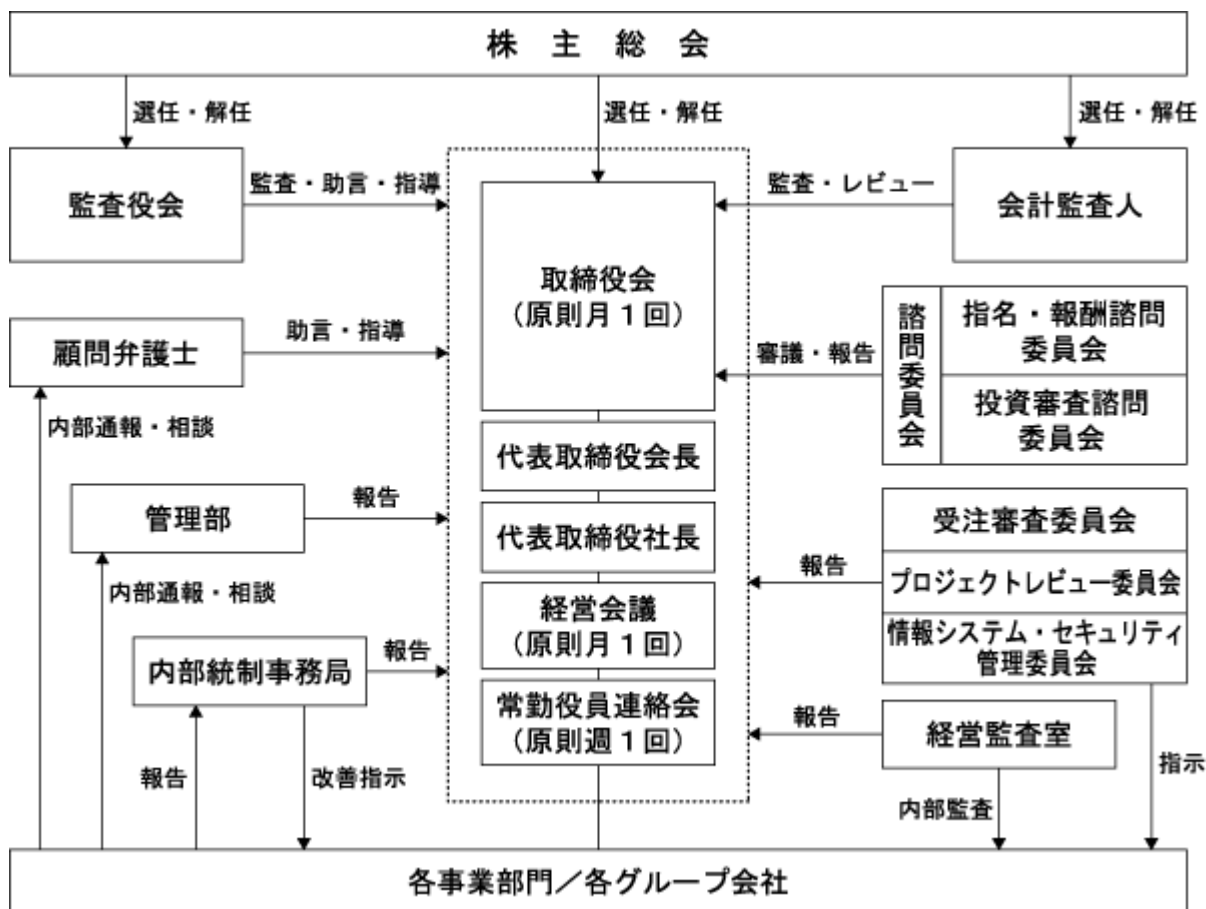 株主総会
選任・解任
選任・解任
選任・解任
監査役会
監査・助言・指導
監査・レビュー
会計監査人
取締役会
（原則月１回）
顧問弁護士
助言・指導
審議・報告
諮問委員会
指名・報酬諮問
委員会
投資審査諮問
委員会
内部通報・相談
代表取締役会長
管理部
報告
代表取締役社長
受注審査委員会
報告
プロジェクトレビュー委員会
情報システム・セキュリティ
管理委員会
内部通報・相談
経営会議
（原則月１回）
内部統制事務局
報告
常勤役員連絡会
（原則週１回）
報告
経営監査室
報告
改善指示
内部監査
指示
各事業部門／各グループ会社